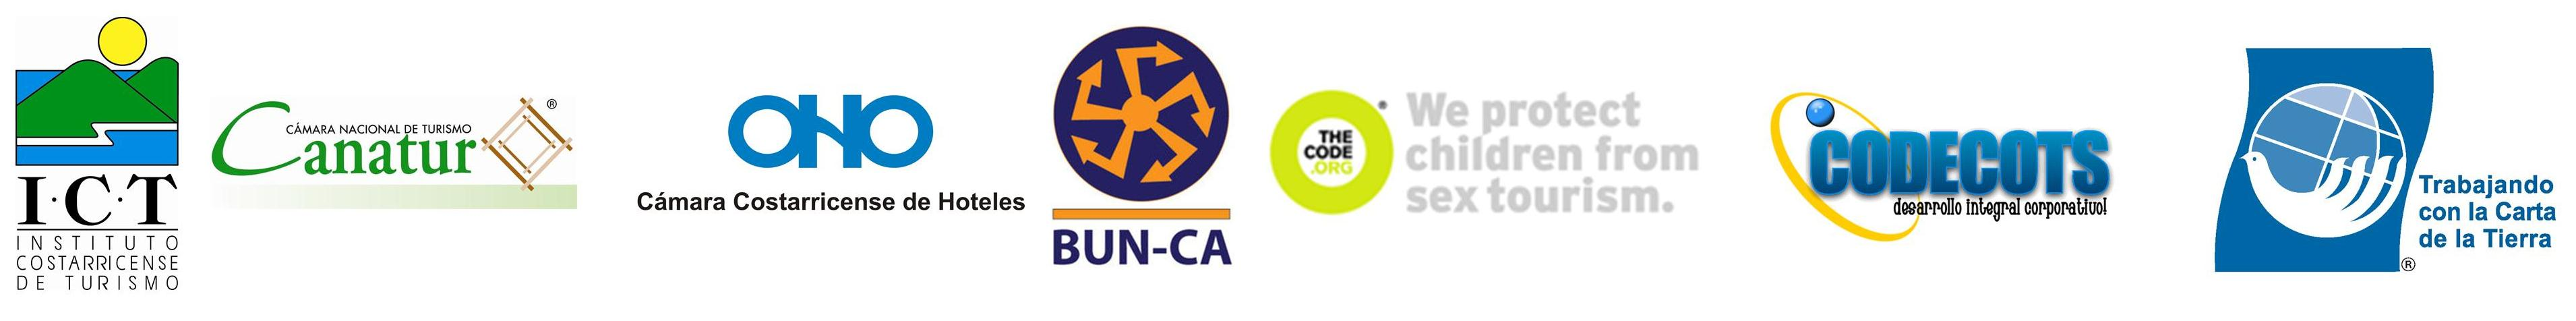 I·C·T
INSTITUTO
COSTARRICENSE
DE TURISMO
CÁMARA NACIONAL DE TURISMO
Canatur
®
Cámara Costarricense de Hoteles
BUN-CA
THE
CODE
.ORG
®
We protect
children from
sex tourism.
CODECOTS
desarrollo integral corporativo!
Trabajando
con la Carta
de la Tierra
®